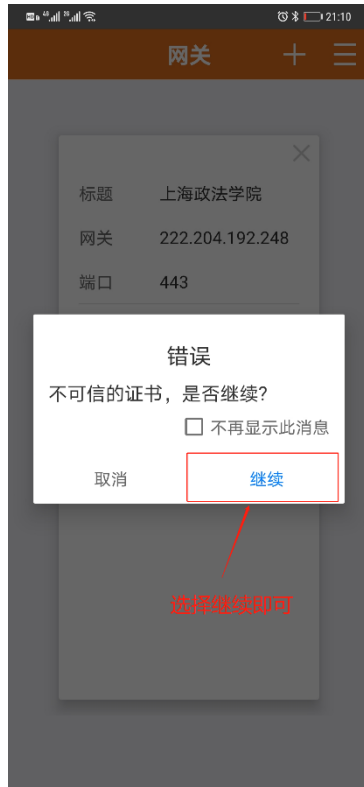 21:10
网关
标题 上海政法学院
网关 222.204.192.248
端口 443
错误
不可信的证书，是否继续?
不再显示此消息
取消 继续
选择继续即可